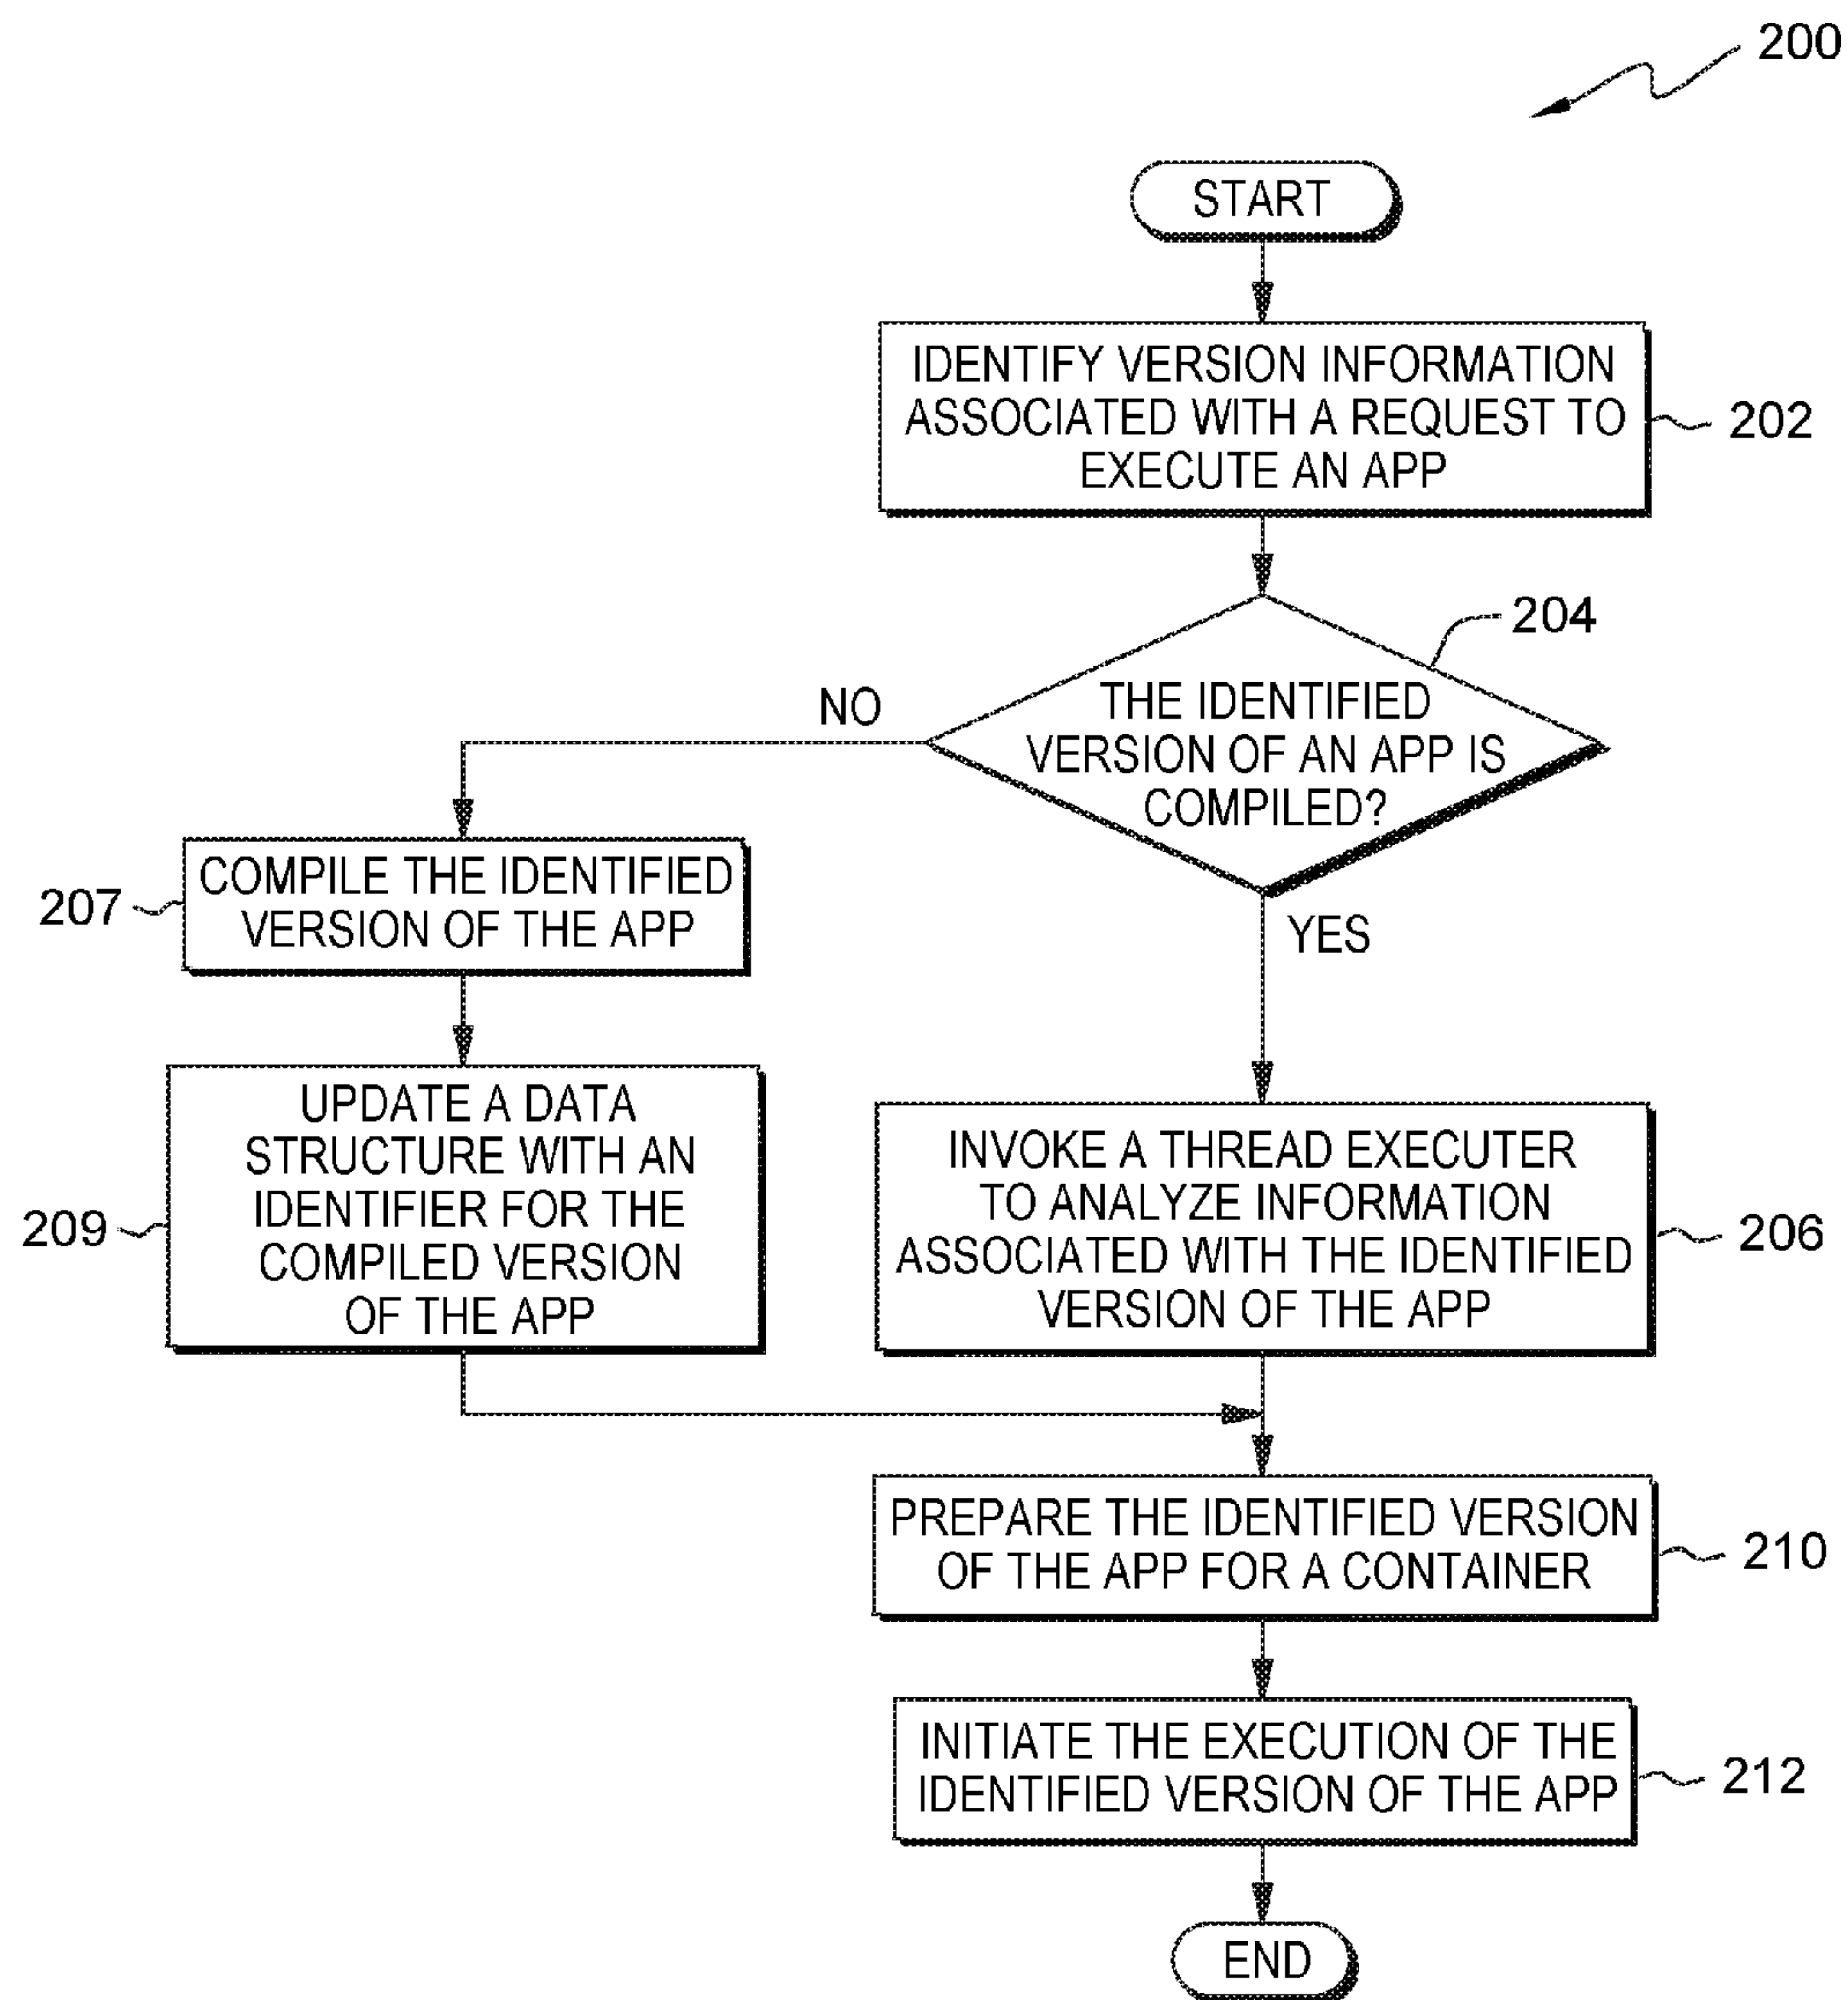 200
START
IDENTIFY VERSION INFORMATION
ASSOCIATED WITH A REQUEST TO
EXECUTE AN APP
202
204
THE IDENTIFIED
VERSION OF AN APP IS
COMPILED?
NO
YES
207
COMPILE THE IDENTIFIED
VERSION OF THE APP
209
UPDATE A DATA
STRUCTURE WITH AN
IDENTIFIER FOR THE
COMPILED VERSION
OF THE APP
INVOKE A THREAD EXECUTER
TO ANALYZE INFORMATION
ASSOCIATED WITH THE IDENTIFIED
VERSION OF THE APP
206
PREPARE THE IDENTIFIED VERSION
OF THE APP FOR A CONTAINER
210
INITIATE THE EXECUTION OF THE
IDENTIFIED VERSION OF THE APP
212
END